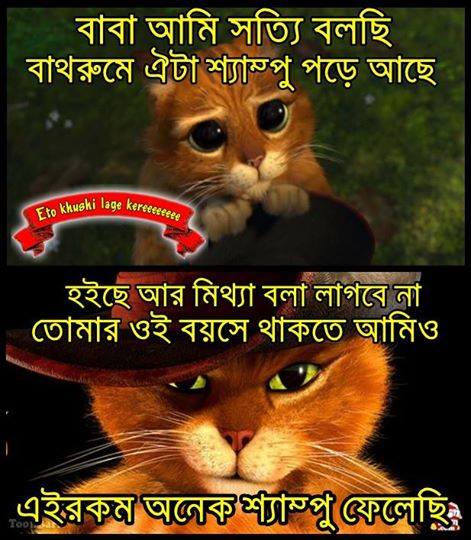 বাবা আমি সত্যি বলছি
বাথরুমে ঐটা শ্যাম্পু পড়ে আছে
Eto khushi lage kereeeeeeee
হইছে আর মিথ্যা বলা লাগবে না
তোমার ওই বয়সে থাকতে আমিও
এইরকম অনেক শ্যাম্পু ফেলেছি